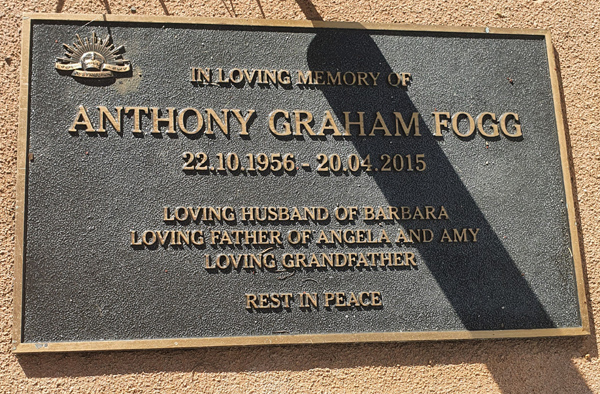 IN LOVING MEMORY OF
ANTHONY GRAHAM FOGG
22.10.1956 - 20.04.2015
LOVING HUSBAND OF BARBARA
LOVING FATHER OF ANGELA AND AMY
LOVING GRANDFATHER
REST IN PEACE